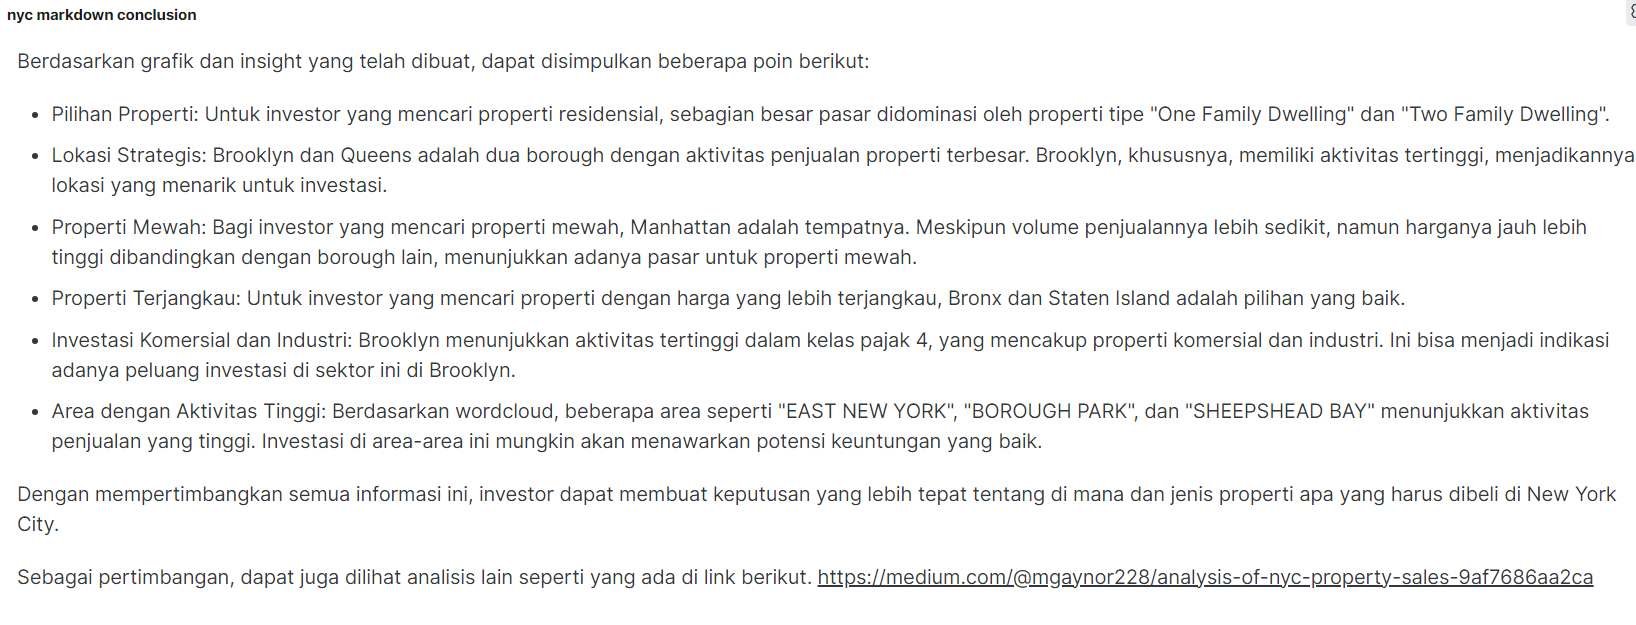 nyc markdown conclusion
Berdasarkan grafik dan insight yang telah dibuat, dapat disimpulkan beberapa poin berikut:
• Pilihan Properti: Untuk investor yang mencari properti residensial, sebagian besar pasar didominasi oleh properti tipe "One Family Dwelling" dan "Two Family Dwelling".
• Lokasi Strategis: Brooklyn dan Queens adalah dua borough dengan aktivitas penjualan properti terbesar. Brooklyn, khususnya, memiliki aktivitas tertinggi, menjadikannya
lokasi yang menarik untuk investasi.
• Properti Mewah: Bagi investor yang mencari properti mewah, Manhattan adalah tempatnya. Meskipun volume penjualannya lebih sedikit, namun harganya jauh lebih
tinggi dibandingkan dengan borough lain, menunjukkan adanya pasar untuk properti mewah.
• Properti Terjangkau: Untuk investor yang mencari properti dengan harga yang lebih terjangkau, Bronx dan Staten Island adalah pilihan yang baik.
• Investasi Komersial dan Industri: Brooklyn menunjukkan aktivitas tertinggi dalam kelas pajak 4, yang mencakup properti komersial dan industri. Ini bisa menjadi indikasi
adanya peluang investasi di sektor ini di Brooklyn.
• Area dengan Aktivitas Tinggi: Berdasarkan wordcloud, beberapa area seperti "EAST NEW YORK", "BOROUGH PARK", dan "SHEEPSHEAD BAY" menunjukkan aktivitas
penjualan yang tinggi. Investasi di area-area ini mungkin akan menawarkan potensi keuntungan yang baik.
Dengan mempertimbangkan semua informasi ini, investor dapat membuat keputusan yang lebih tepat tentang di mana dan jenis properti apa yang harus dibeli di New York
City.
Sebagai pertimbangan, dapat juga dilihat analisis lain seperti yang ada di link berikut. https://medium.com/@mgaynor228/analysis-of-nyc-property-sales-9af7686aa2ca